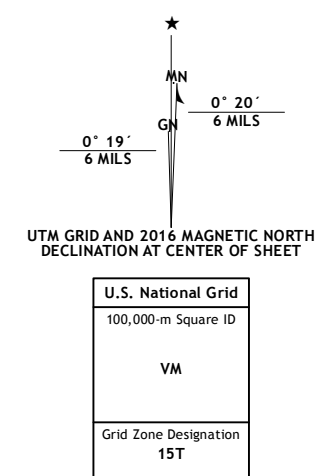 MN
GN
0° 20´
6 MILS
0° 19´
6 MILS
UTM GRID AND 2016 MAGNETIC NORTH
DECLINATION AT CENTER OF SHEET
U.S. National Grid
100,000-m Square ID
VM
Grid Zone Designation
15T